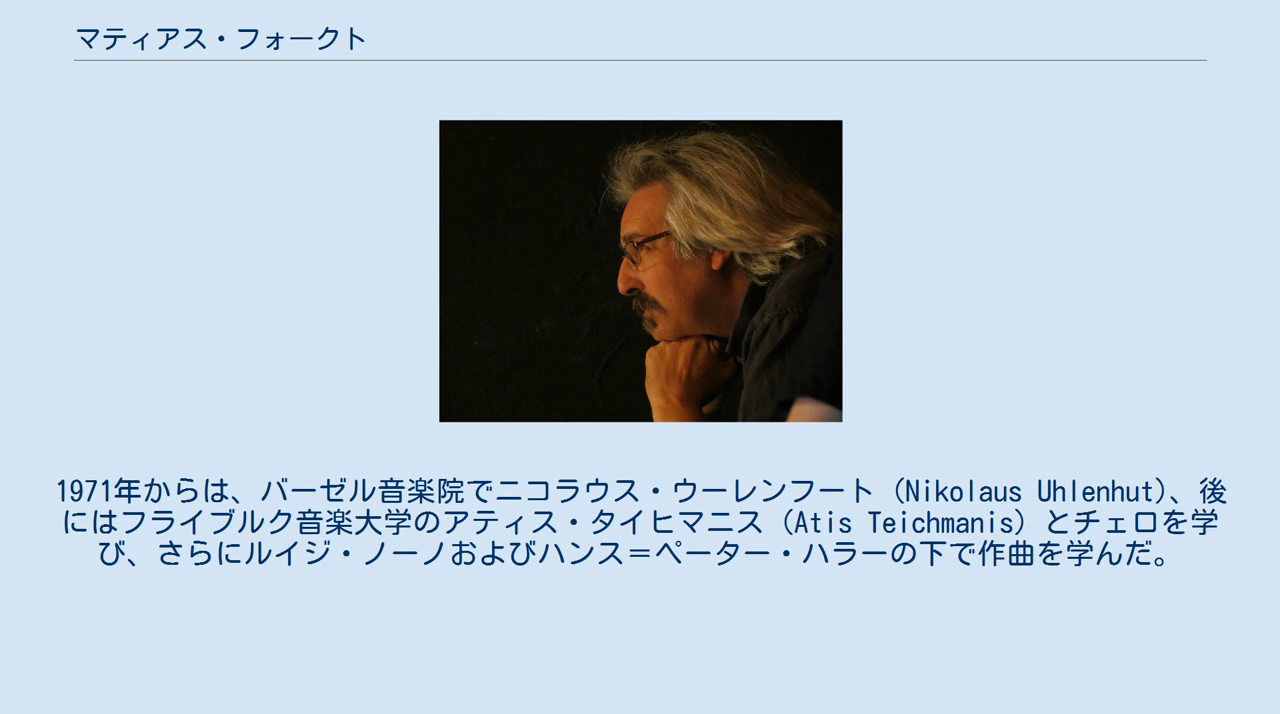 マティアス・フォークト
1971年からは、バーゼル音楽院でニコラウス・ウーレンフート (Nikolaus Uhlenhut)、後
にはフライブルク音楽大学のアティス・タイヒマニス (Atis Teichmanis) とチェロを学
び、さらにルイジ・ノーノおよびハンス＝ペーター・ハラーの下で作曲を学んだ。